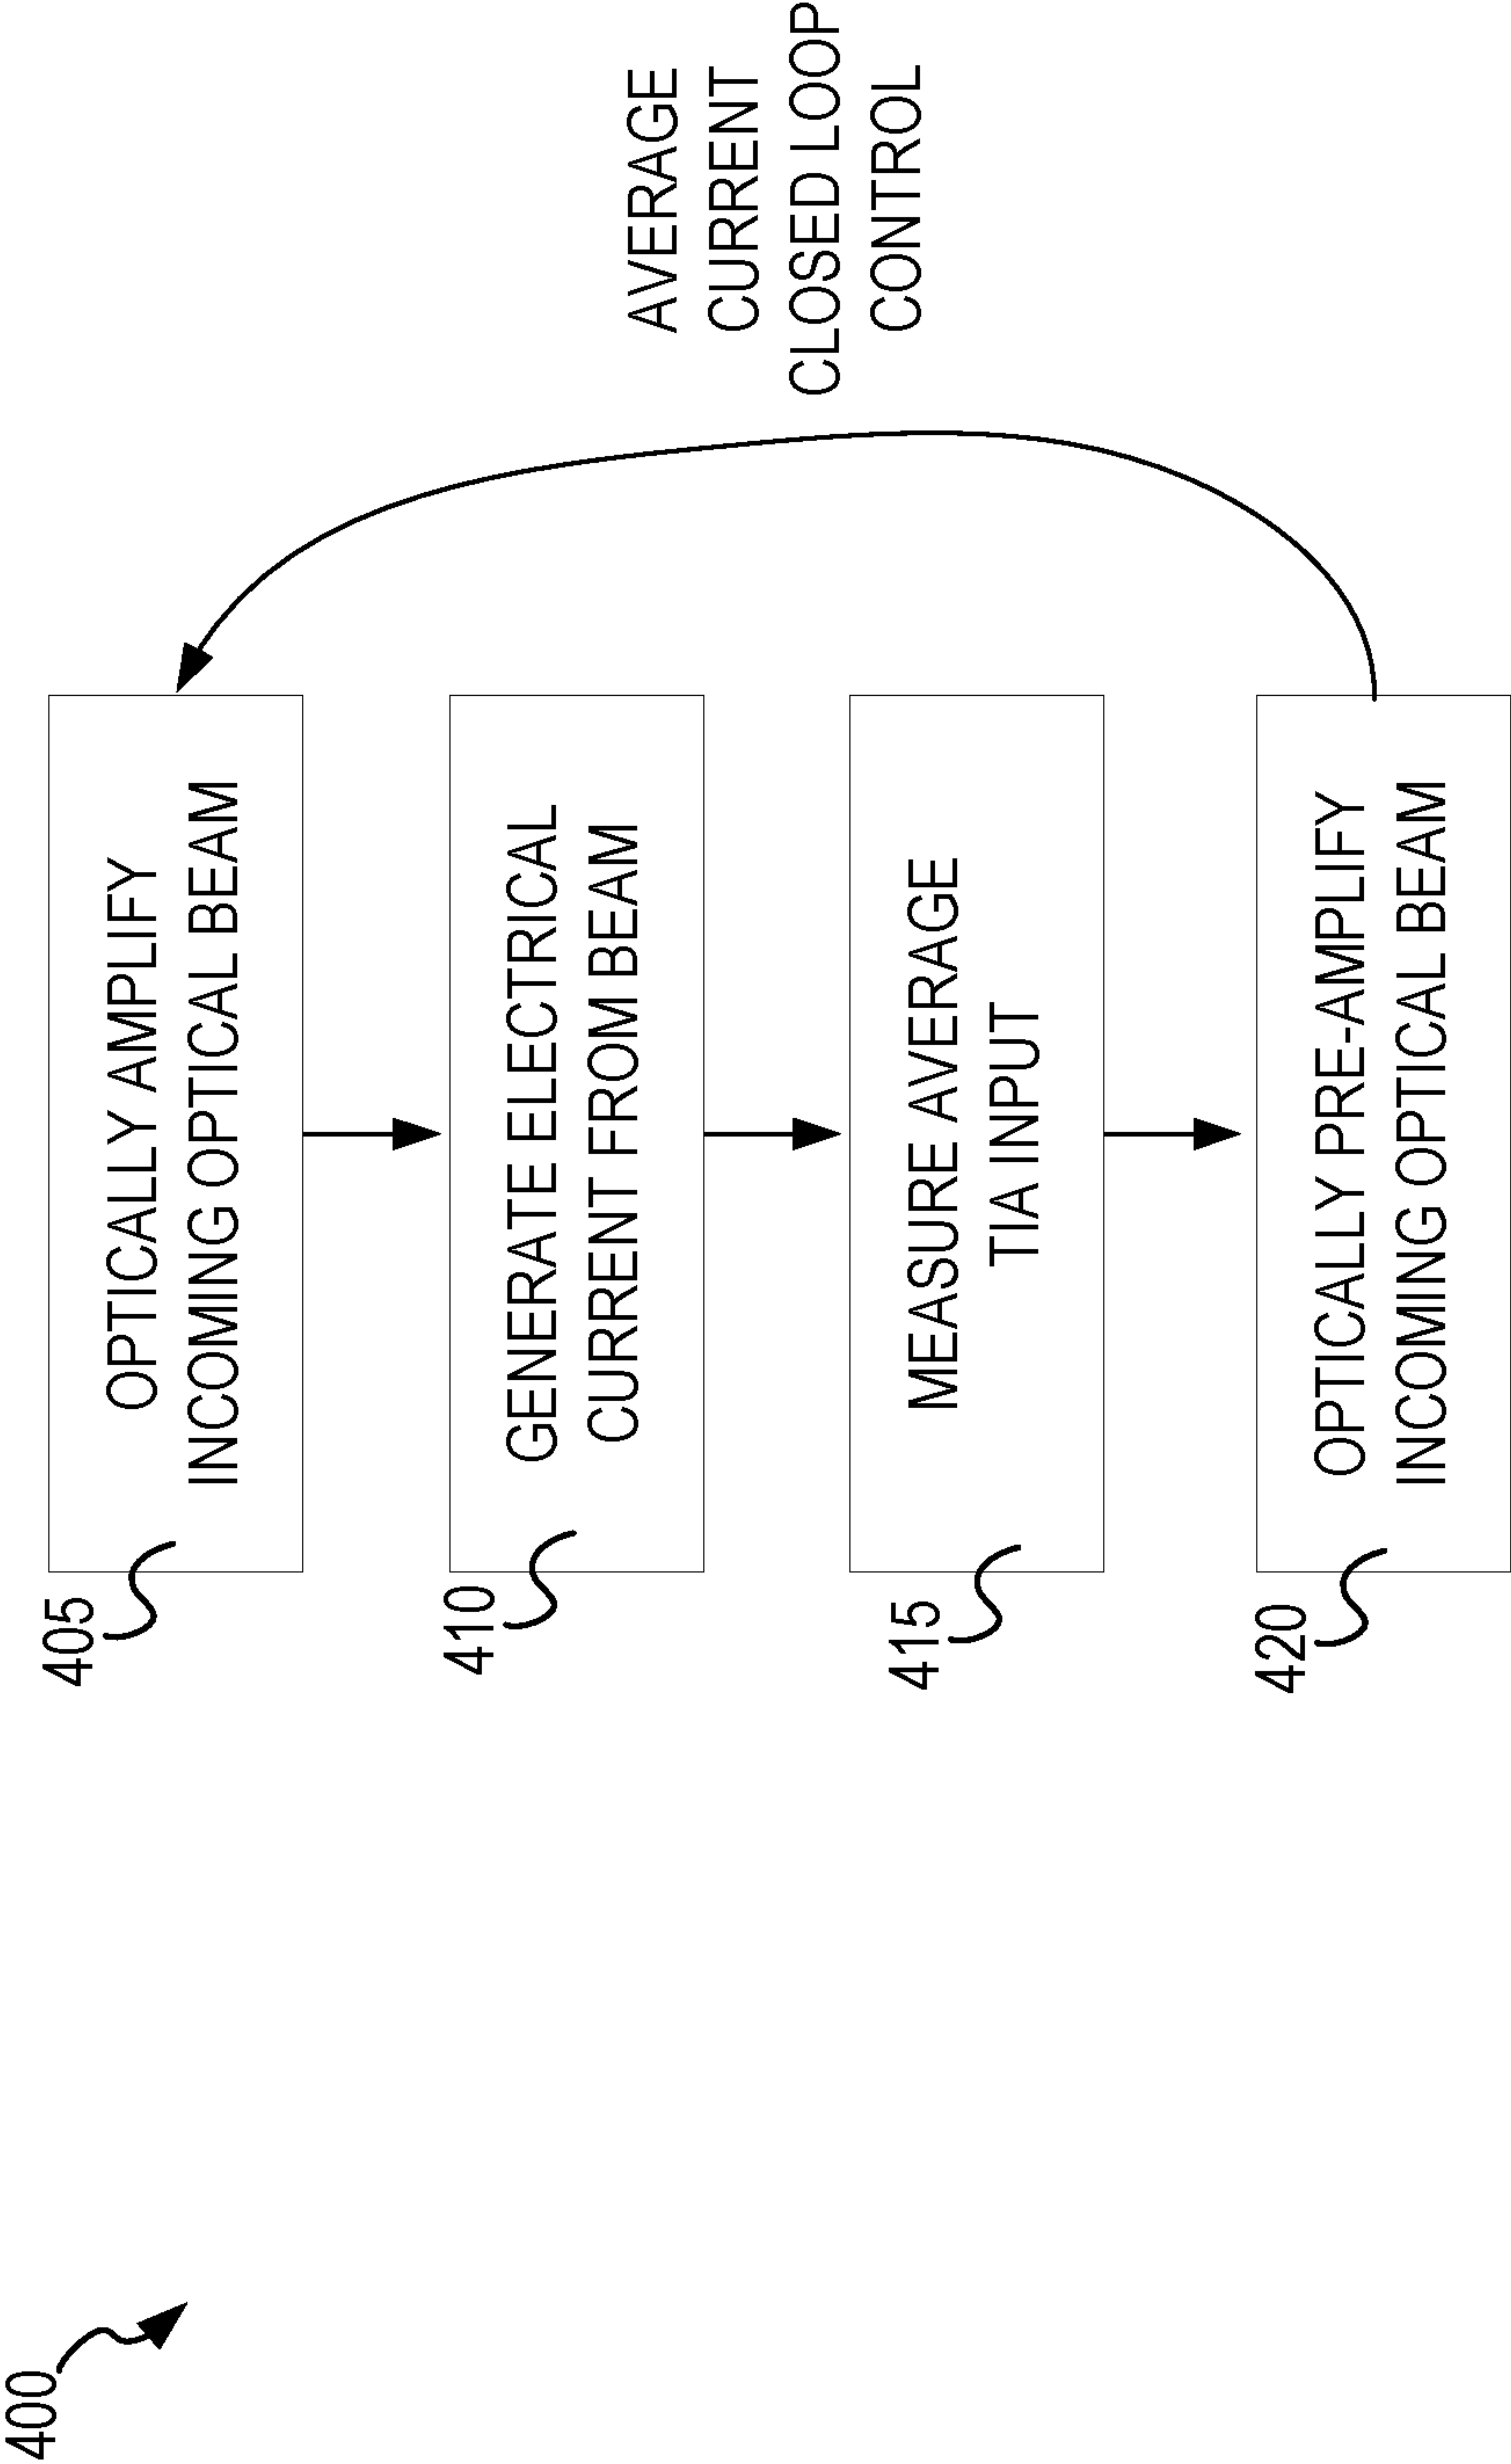 400
405
OPTICALLY AMPLIFY
INCOMING OPTICAL BEAM
410
GENERATE ELECTRICAL
CURRENT FROM BEAM
415
MEASURE AVERAGE
TIA INPUT
420
OPTICALLY PRE-AMPLIFY
INCOMING OPTICAL BEAM
AVERAGE
CURRENT
CLOSED LOOP
CONTROL